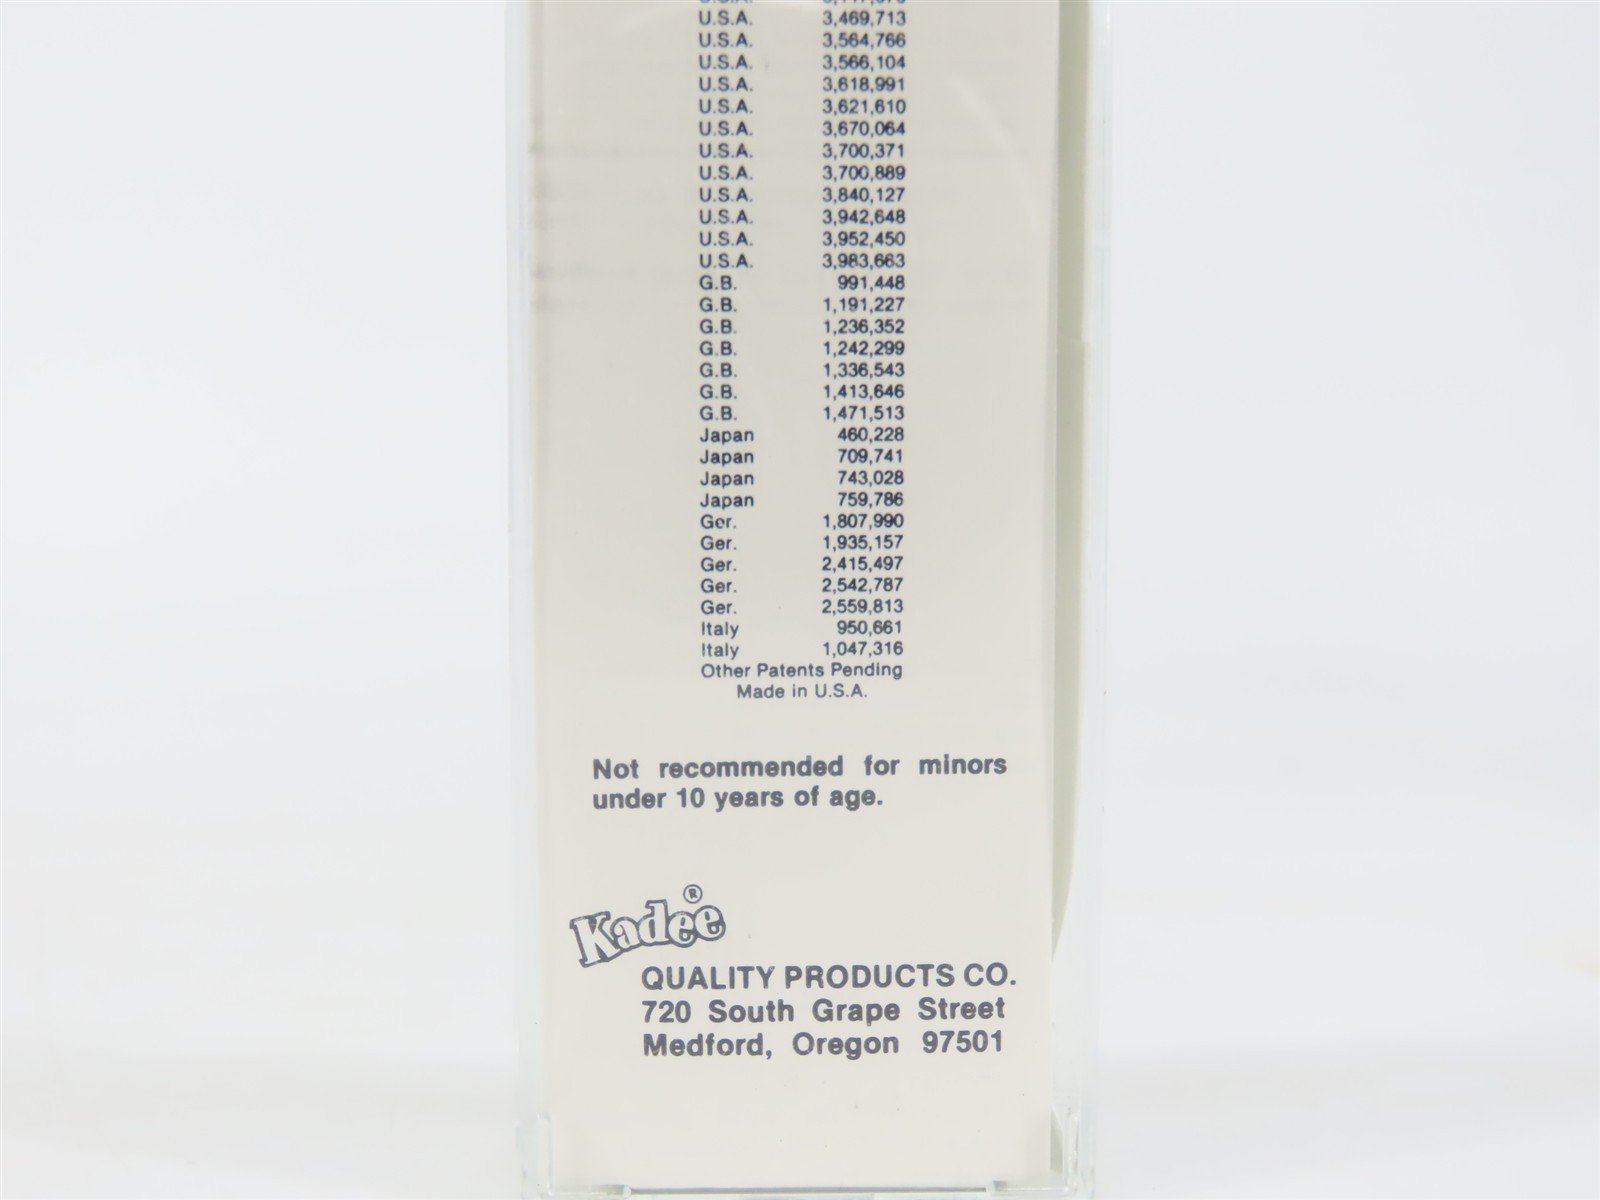 U.S.A. 3,469,713
U.S.A. 3,564,766
U.S.A. 3,566,104
U.S.A. 3,618,991
U.S.A. 3,621,610
U.S.A. 3,670,064
U.S.A. 3,700,371
U.S.A. 3,700,889
U.S.A. 3,840,127
U.S.A. 3,942,648
U.S.A. 3,952,450
U.S.A. 3,983,663
G.B. 991,448
G.B. 1,191,227
G.B. 1,236,352
G.B. 1,242,299
G.B. 1,336,543
G.B. 1,413,646
G.B. 1,471,513
Japan 460,228
Japan 709,741
Japan 743,028
Japan 759,786
Ger. 1,807,990
Ger. 1,935,157
Ger. 2,415,497
Ger. 2,542,787
Ger. 2,559,813
Italy 950,661
Italy 1,047,316
Other Patents Pending
Made in U.S.A.
Not recommended for minors
under 10 years of age.
Kadee ®
QUALITY PRODUCTS CO.
720 South Grape Street
Medford, Oregon 97501